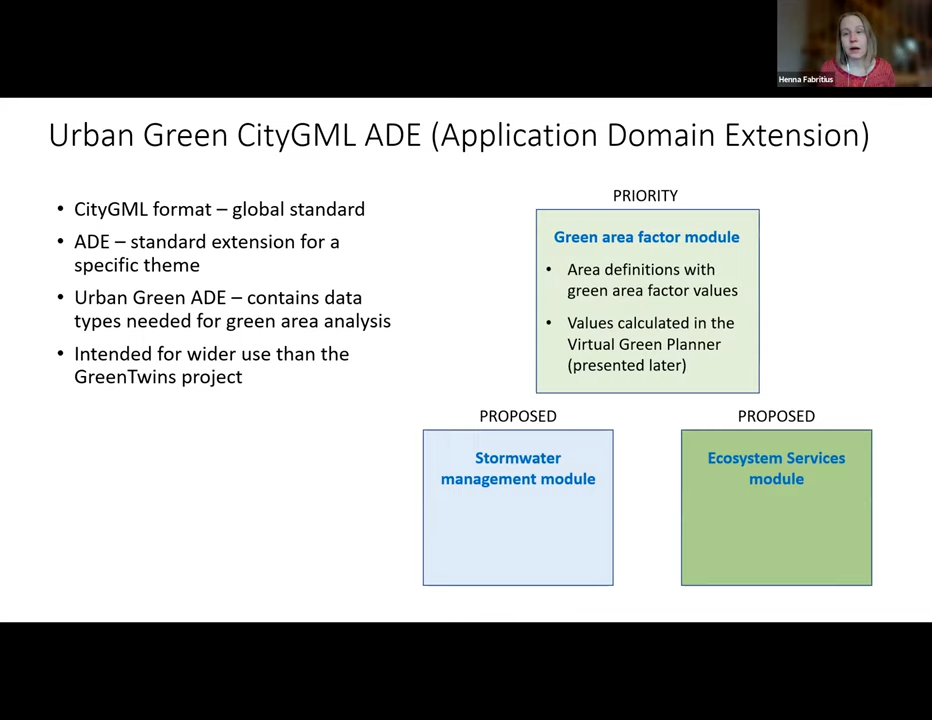 Henna Fabritius
Urban Green CityGML ADE (Application Domain Extension)
• CityGML format – global standard
• ADE – standard extension for a
specific theme
• Urban Green ADE – contains data
types needed for green area analysis
• Intended for wider use than the
GreenTwins project
PRIORITY
Green area factor module
• Area definitions with
green area factor values
• Values calculated in the
Virtual Green Planner
(presented later)
PROPOSED
Stormwater
management module
PROPOSED
Ecosystem Services
module